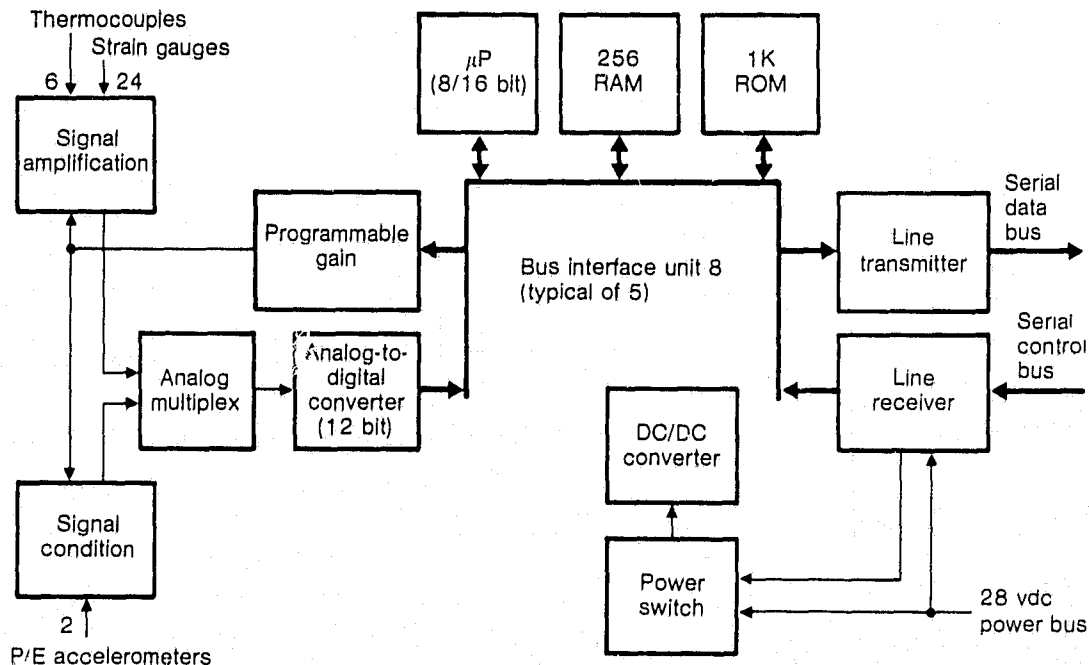 Thermocouples
Strain gauges
6
24
Signal
amplification
μP
(8/16 bit)
256
RAM
1K
ROM
Programmable
gain
Bus interface unit 8
(typical of 5)
Line
transmitter
Serial
data
bus
Analog
multiplex
Analog-to-
digital
converter
(12 bit)
Line
receiver
Serial
control
bus
DC/DC
converter
Signal
condition
Power
switch
28 vdc
power bus
2
P/E accelerometers